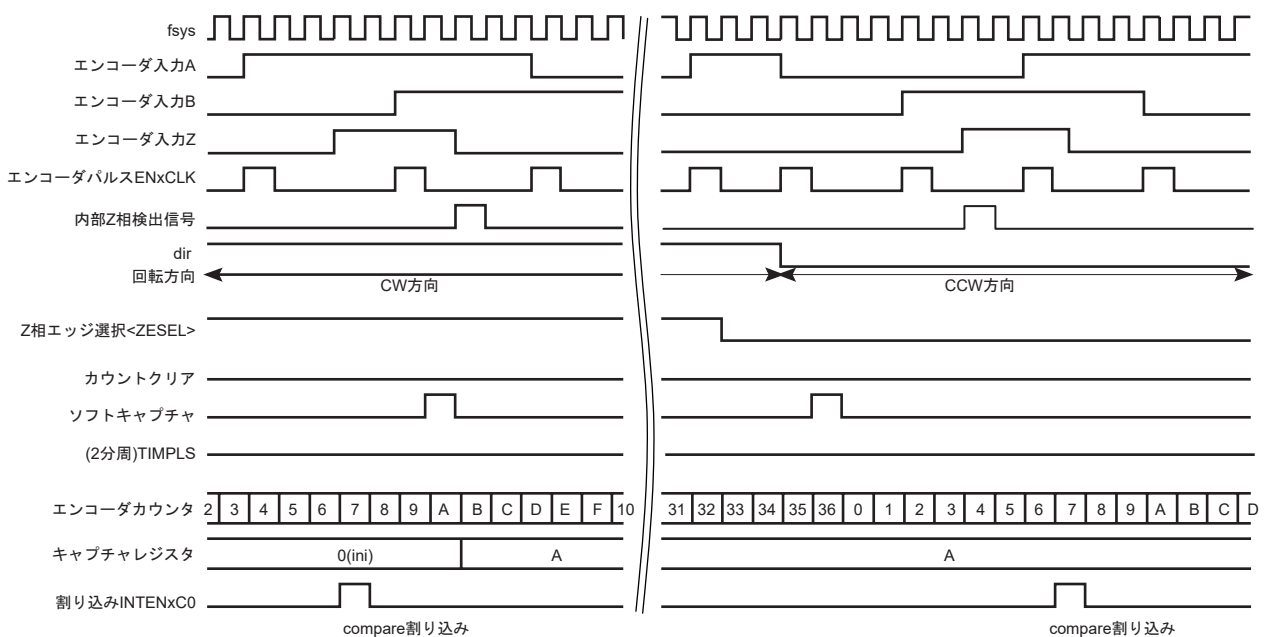 fsys
エンコーダ入力A
エンコーダ入力B
エンコーダ入力Z
エンコーダパルスENxCLK
内部Z相検出信号
dir
回転方向
CW方向 CCW方向
Z相エッジ選択<ZESEL>
カウントクリア
ソフトキャプチャ
(2分周)TIMPLS
エンコーダカウンタ 2 3 4 5 6 7 8 9 A B C D E F 10 31 32 33 34 35 36 0 1 2 3 4 5 6 7 8 9 A B C D
キャプチャレジスタ 0(ini) A A
割り込みINTENxC0
compare割り込み compare割り込み